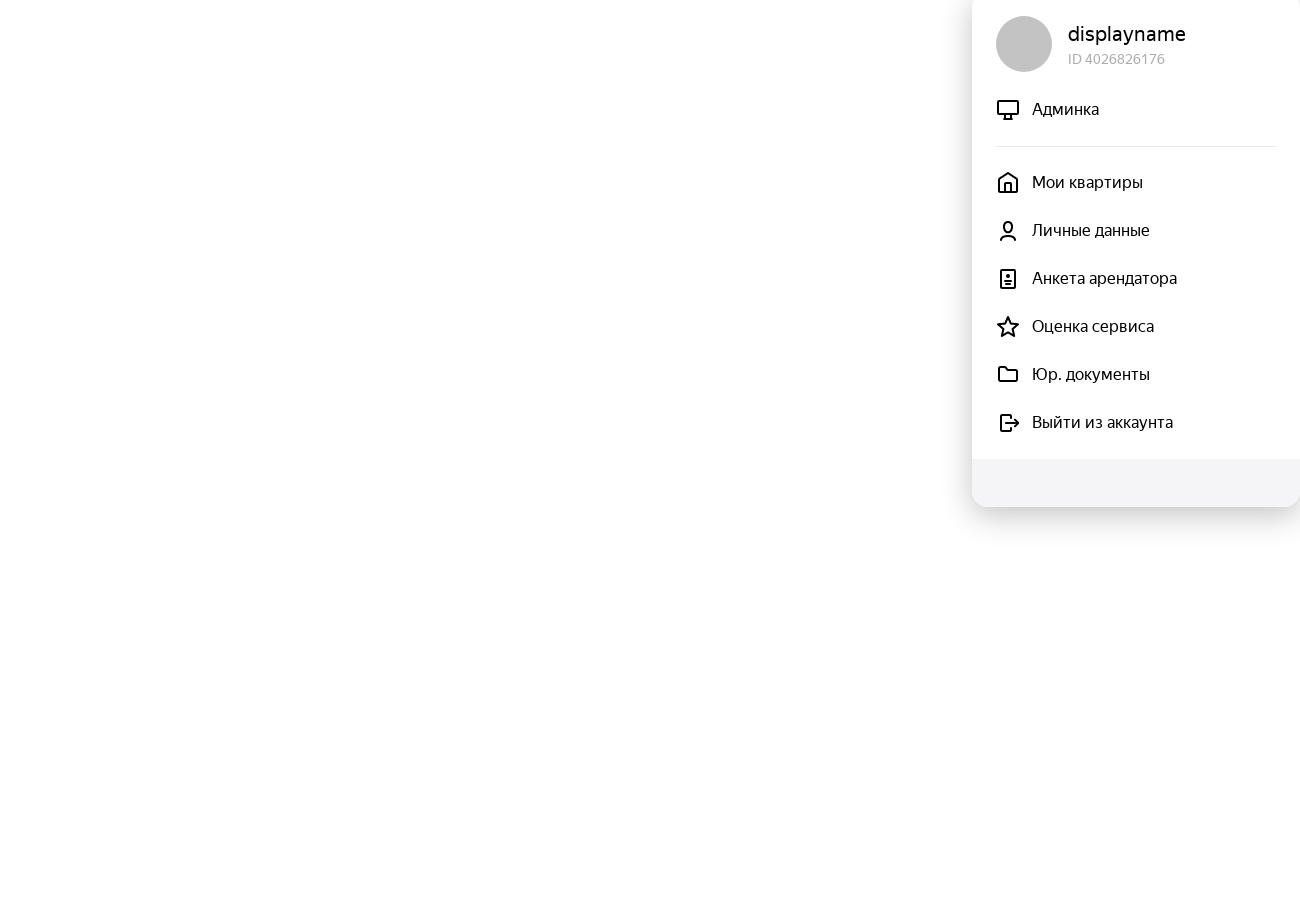 displayname
ID 4026826176
Админка
Мои квартиры
Личные данные
Анкета арендатора
Оценка сервиса
Юр. документы
Выйти из аккаунта